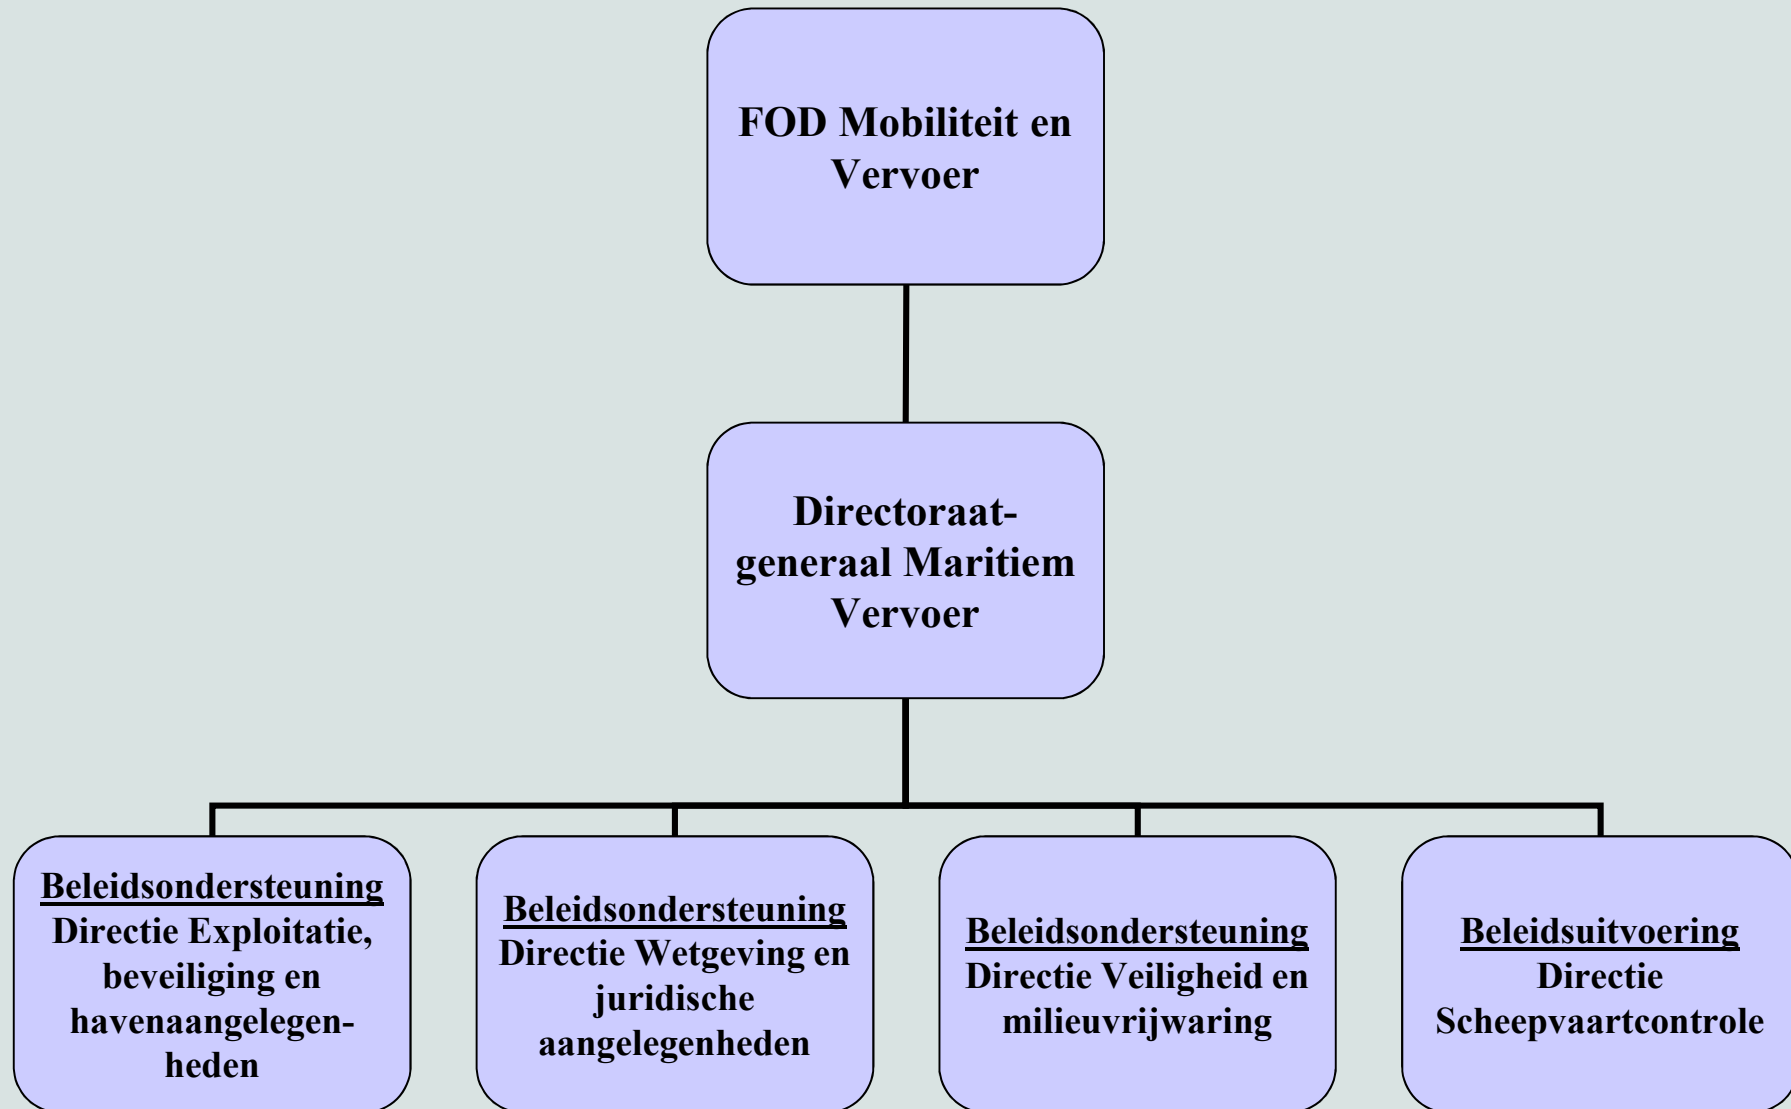 FOD Mobiliteit en
Vervoer
Directoraat-
generaal Maritiem
Vervoer
Beleidsondersteuning
Directie Exploitatie,
beveiliging en
havenaangelegen-
heden
Beleidsondersteuning
Directie Wetgeving en
juridische
aangelegenheden
Beleidsondersteuning
Directie Veiligheid en
milieuvrijwaring
Beleidsuitvoering
Directie
Scheepvaartcontrole